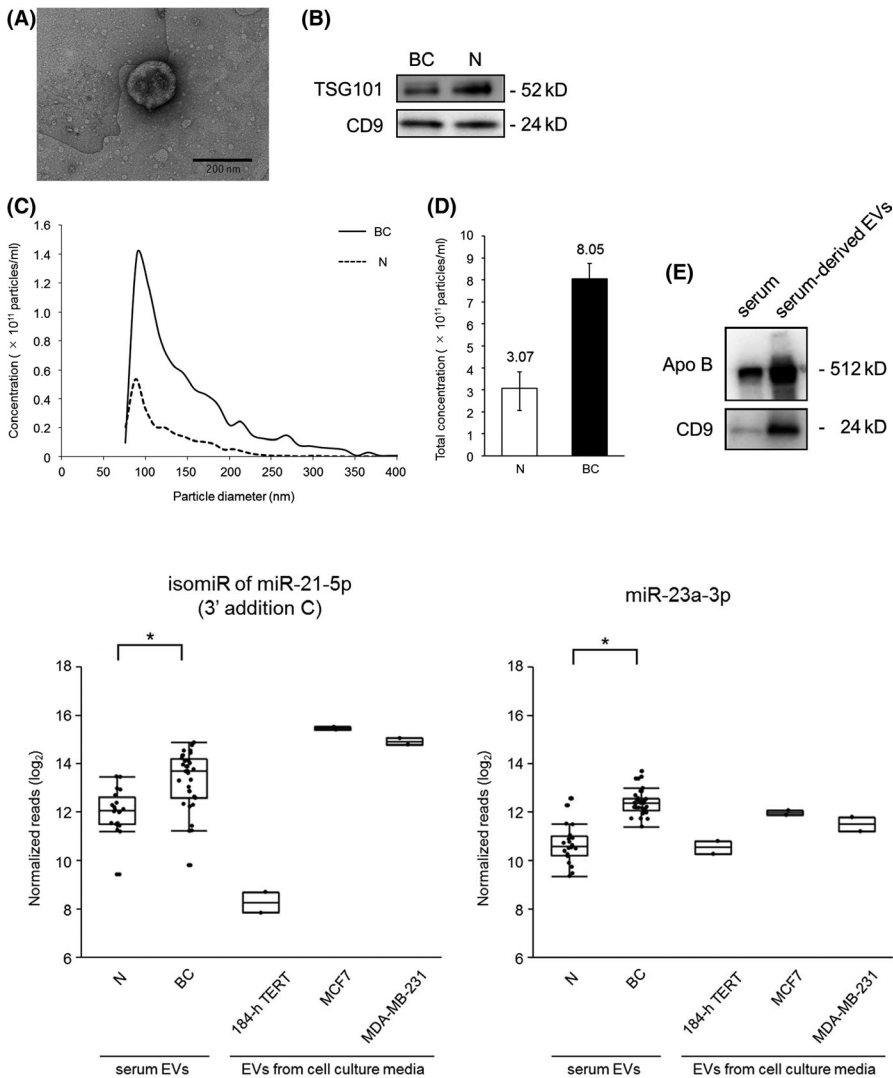 (A)
200 nm
(B)
BC N
TSG101 - 52 kD
CD9 - 24 kD
(C)
1.6
1.4
1.2
1.0
0.8
0.6
0.4
0.2
0
Concentration ( × 10¹¹ particles/ml)
0 50 100 150 200 250 300 350 400
Particle diameter (nm)
BC
N
(D)
10
9
8
7
6
5
4
3
2
1
0
Total concentration ( × 10¹¹ particles/ml)
3.07
8.05
N BC
(E)
serum
serum-derived EVs
Apo B - 512 kD
CD9 - 24 kD
isomiR of miR-21-5p
(3' addition C)
*
18
16
14
12
10
8
6
Normalized reads (log₂)
N
BC
184-h TERT
MCF7
MDA-MB-231
serum EVs
EVs from cell culture media
miR-23a-3p
*
18
16
14
12
10
8
6
Normalized reads (log₂)
N
BC
184-h TERT
MCF7
MDA-MB-231
serum EVs
EVs from cell culture media